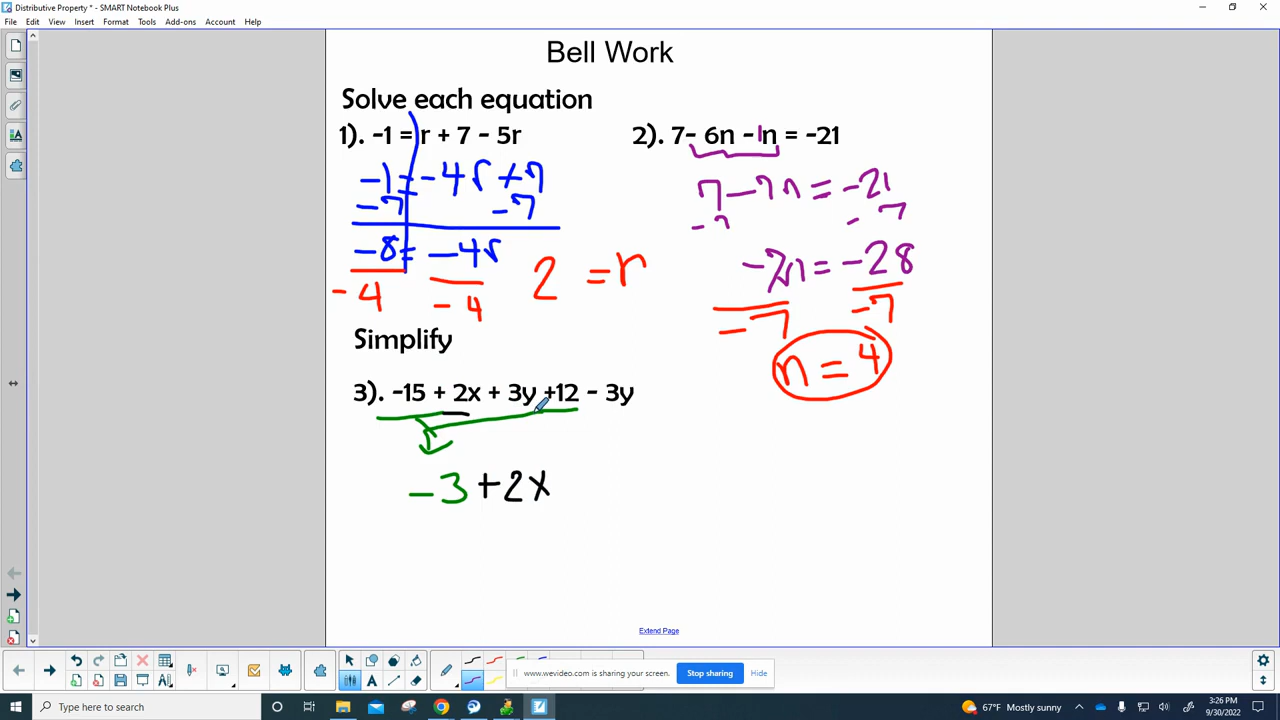 Distributive Property * - SMART Notebook Plus
File Edit View Insert Format Tools Add-ons Account Help
Bell Work
Solve each equation
1). -1 = r + 7 - 5r
-1 = -4r +7
-7 -7
-8 = -4r
-4 -4
2 = r
2). 7- 6n -1n = -21
7-7n = -21
-7 -7
-7n = -28
-7 -7
n = 4
Simplify
3). -15 + 2x + 3y +12 - 3y
-3 +2x
Extend Page
www.wevideo.com is sharing your screen.
Stop sharing
Hide
Type here to search
67°F Mostly sunny
3:26 PM
9/30/2022